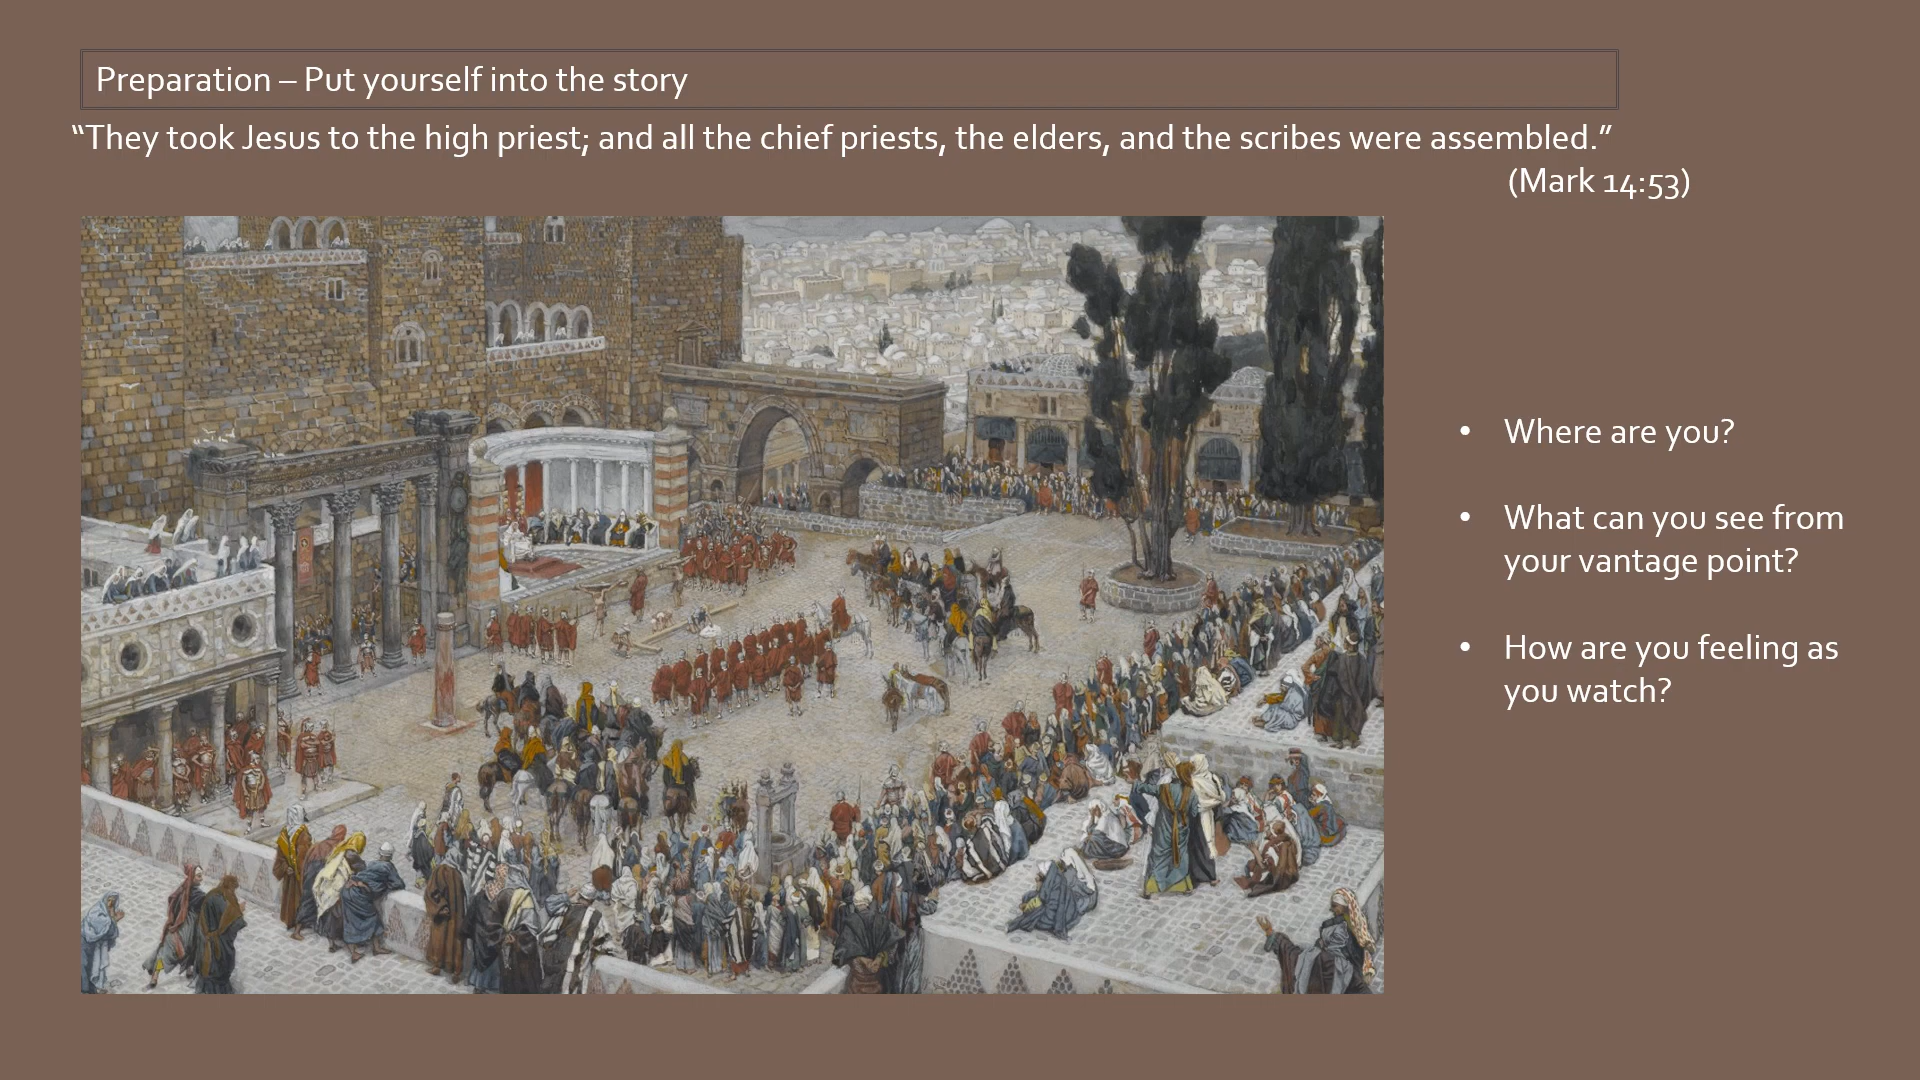 Preparation – Put yourself into the story
“They took Jesus to the high priest; and all the chief priests, the elders, and the scribes were assembled.”
(Mark 14:53)
• Where are you?
• What can you see from
your vantage point?
• How are you feeling as
you watch?